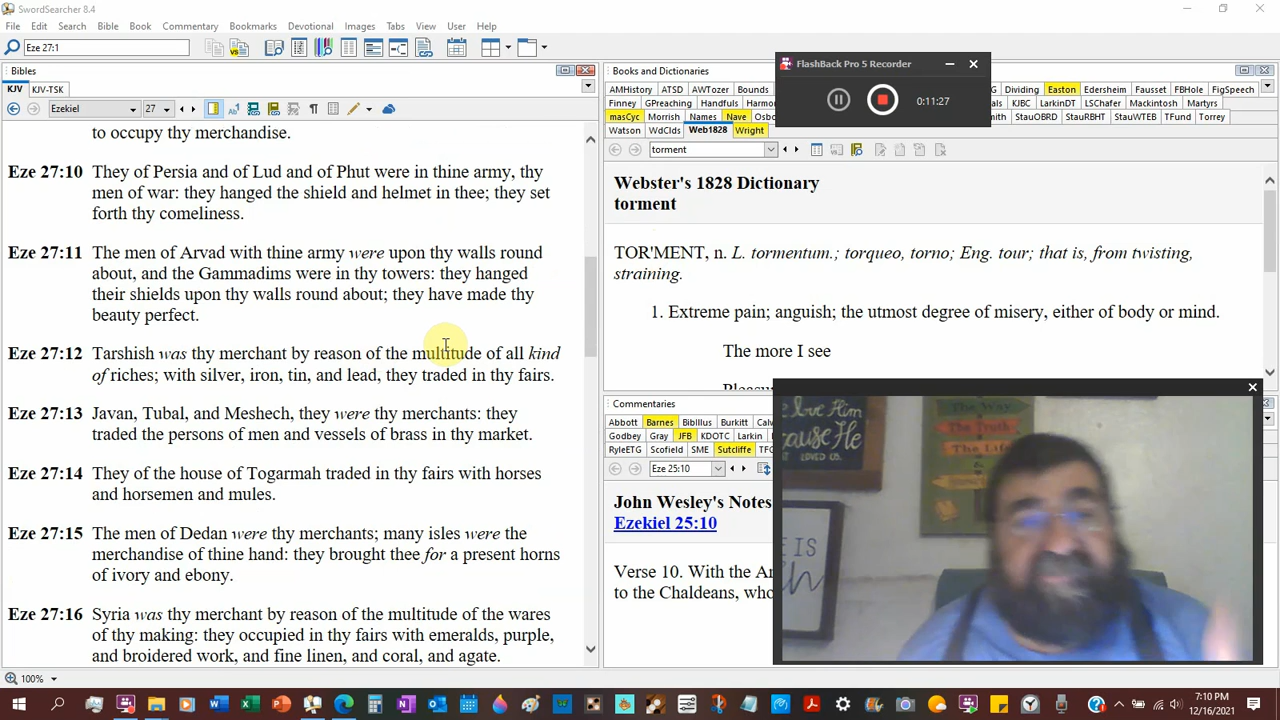 SwordSearcher 8.4
File Edit Search Bible Book Commentary Bookmarks Devotional Images Tabs View User Help
Eze 27:1
Bibles
KJV KJV-TSK
Ezekiel 27
to occupy thy merchandise.
Eze 27:10 They of Persia and of Lud and of Phut were in thine army, thy
men of war: they hanged the shield and helmet in thee; they set
forth thy comeliness.
Eze 27:11 The men of Arvad with thine army were upon thy walls round
about, and the Gammadims were in thy towers: they hanged
their shields upon thy walls round about; they have made thy
beauty perfect.
Eze 27:12 Tarshish was thy merchant by reason of the multitude of all kind
of riches; with silver, iron, tin, and lead, they traded in thy fairs.
Eze 27:13 Javan, Tubal, and Meshech, they were thy merchants: they
traded the persons of men and vessels of brass in thy market.
Eze 27:14 They of the house of Togarmah traded in thy fairs with horses
and horsemen and mules.
Eze 27:15 The men of Dedan were thy merchants; many isles were the
merchandise of thine hand: they brought thee for a present horns
of ivory and ebony.
Eze 27:16 Syria was thy merchant by reason of the multitude of the wares
of thy making: they occupied in thy fairs with emeralds, purple,
and broidered work, and fine linen, and coral, and agate.
100%
Books and Dictionaries
AMHistory ATSD AWTozer Bounds Dividing Easton Edersheim Fausset FBHole FigSpeech
Finney GPreaching Handfuls KJBC LarkinDT LSChafer Mackintosh Martyrs
masCyc Morrish Names Nave StauOBRD StauRBHT StauWTEB TFund Torrey
Watson WdClds Web1828 Wright
torment
Webster's 1828 Dictionary
torment
TOR'MENT, n. L. tormentum.; torqueo, torno; Eng. tour; that is, from twisting,
straining.
1. Extreme pain; anguish; the utmost degree of misery, either of body or mind.
The more I see
FlashBack Pro 5 Recorder
0:11:27
Commentaries
Abbott Barnes BibIllus Burkitt
Godbey Gray JFB KDOTC Larkin
RyleETG Scofield SME Sutcliffe
Eze 25:10
John Wesley's Notes
Ezekiel 25:10
Verse 10. With the
to the Chaldeans, who
The Way
The Truth
The Life
7:10 PM
12/16/2021